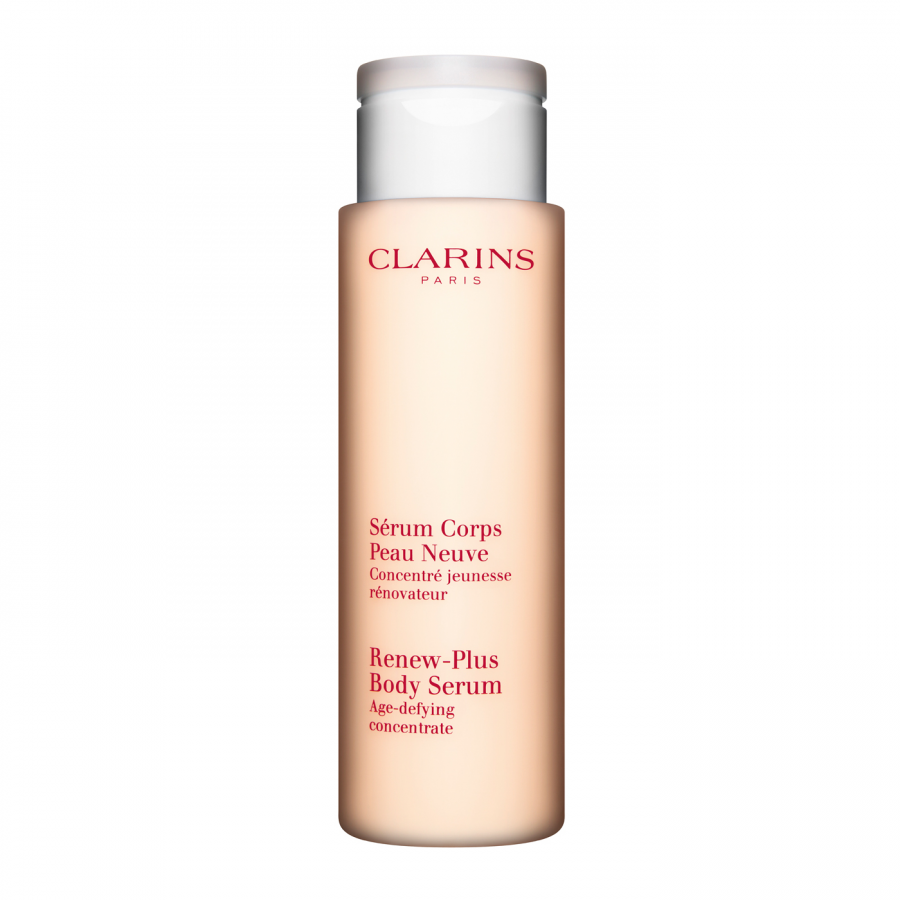 CLARINS
PARIS
Sérum Corps
Peau Neuve
Concentré jeunesse
rénovateur
Renew-Plus
Body Serum
Age-defying
concentrate